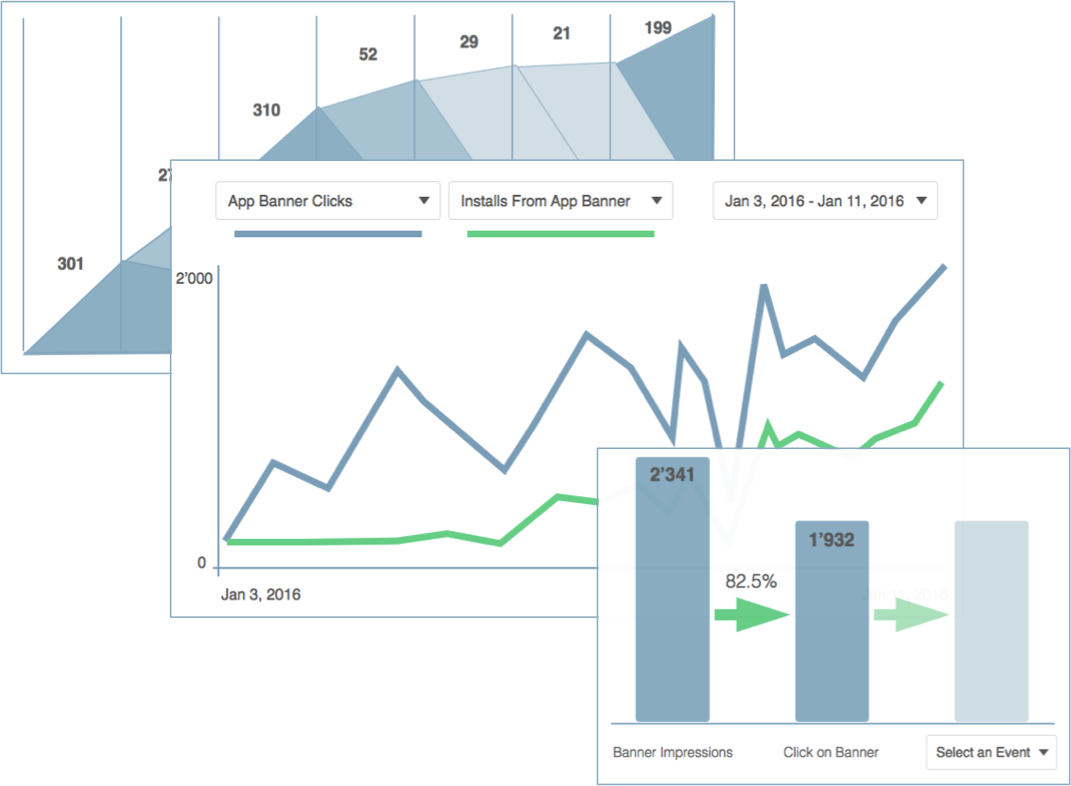 199
21
29
52
310
27
301
App Banner Clicks
Installs From App Banner
Jan 3, 2016 - Jan 11, 2016
2’000
0
Jan 3, 2016
2’341
1’932
82.5%
Jan 11, 2016
Banner Impressions
Click on Banner
Select an Event